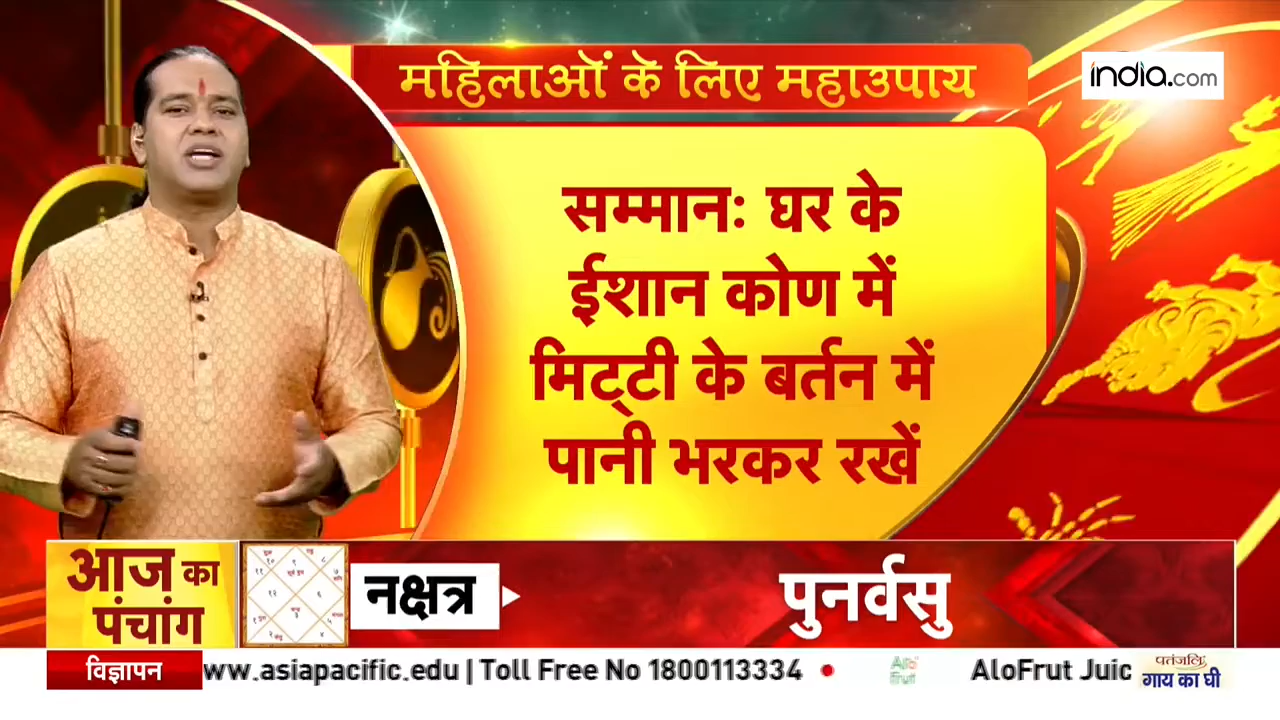 महिलाओं के लिए महाउपाय
india.com
सम्मानः घर के
ईशान कोण में
मिट्टी के बर्तन में
पानी भरकर रखें
आज का
पंचांग
नक्षत्र
पुनर्वसु
विज्ञापन
www.asiapacific.edu | Toll Free No 1800113334 • AloFrut Juic
पतंजलि
गाय का घी